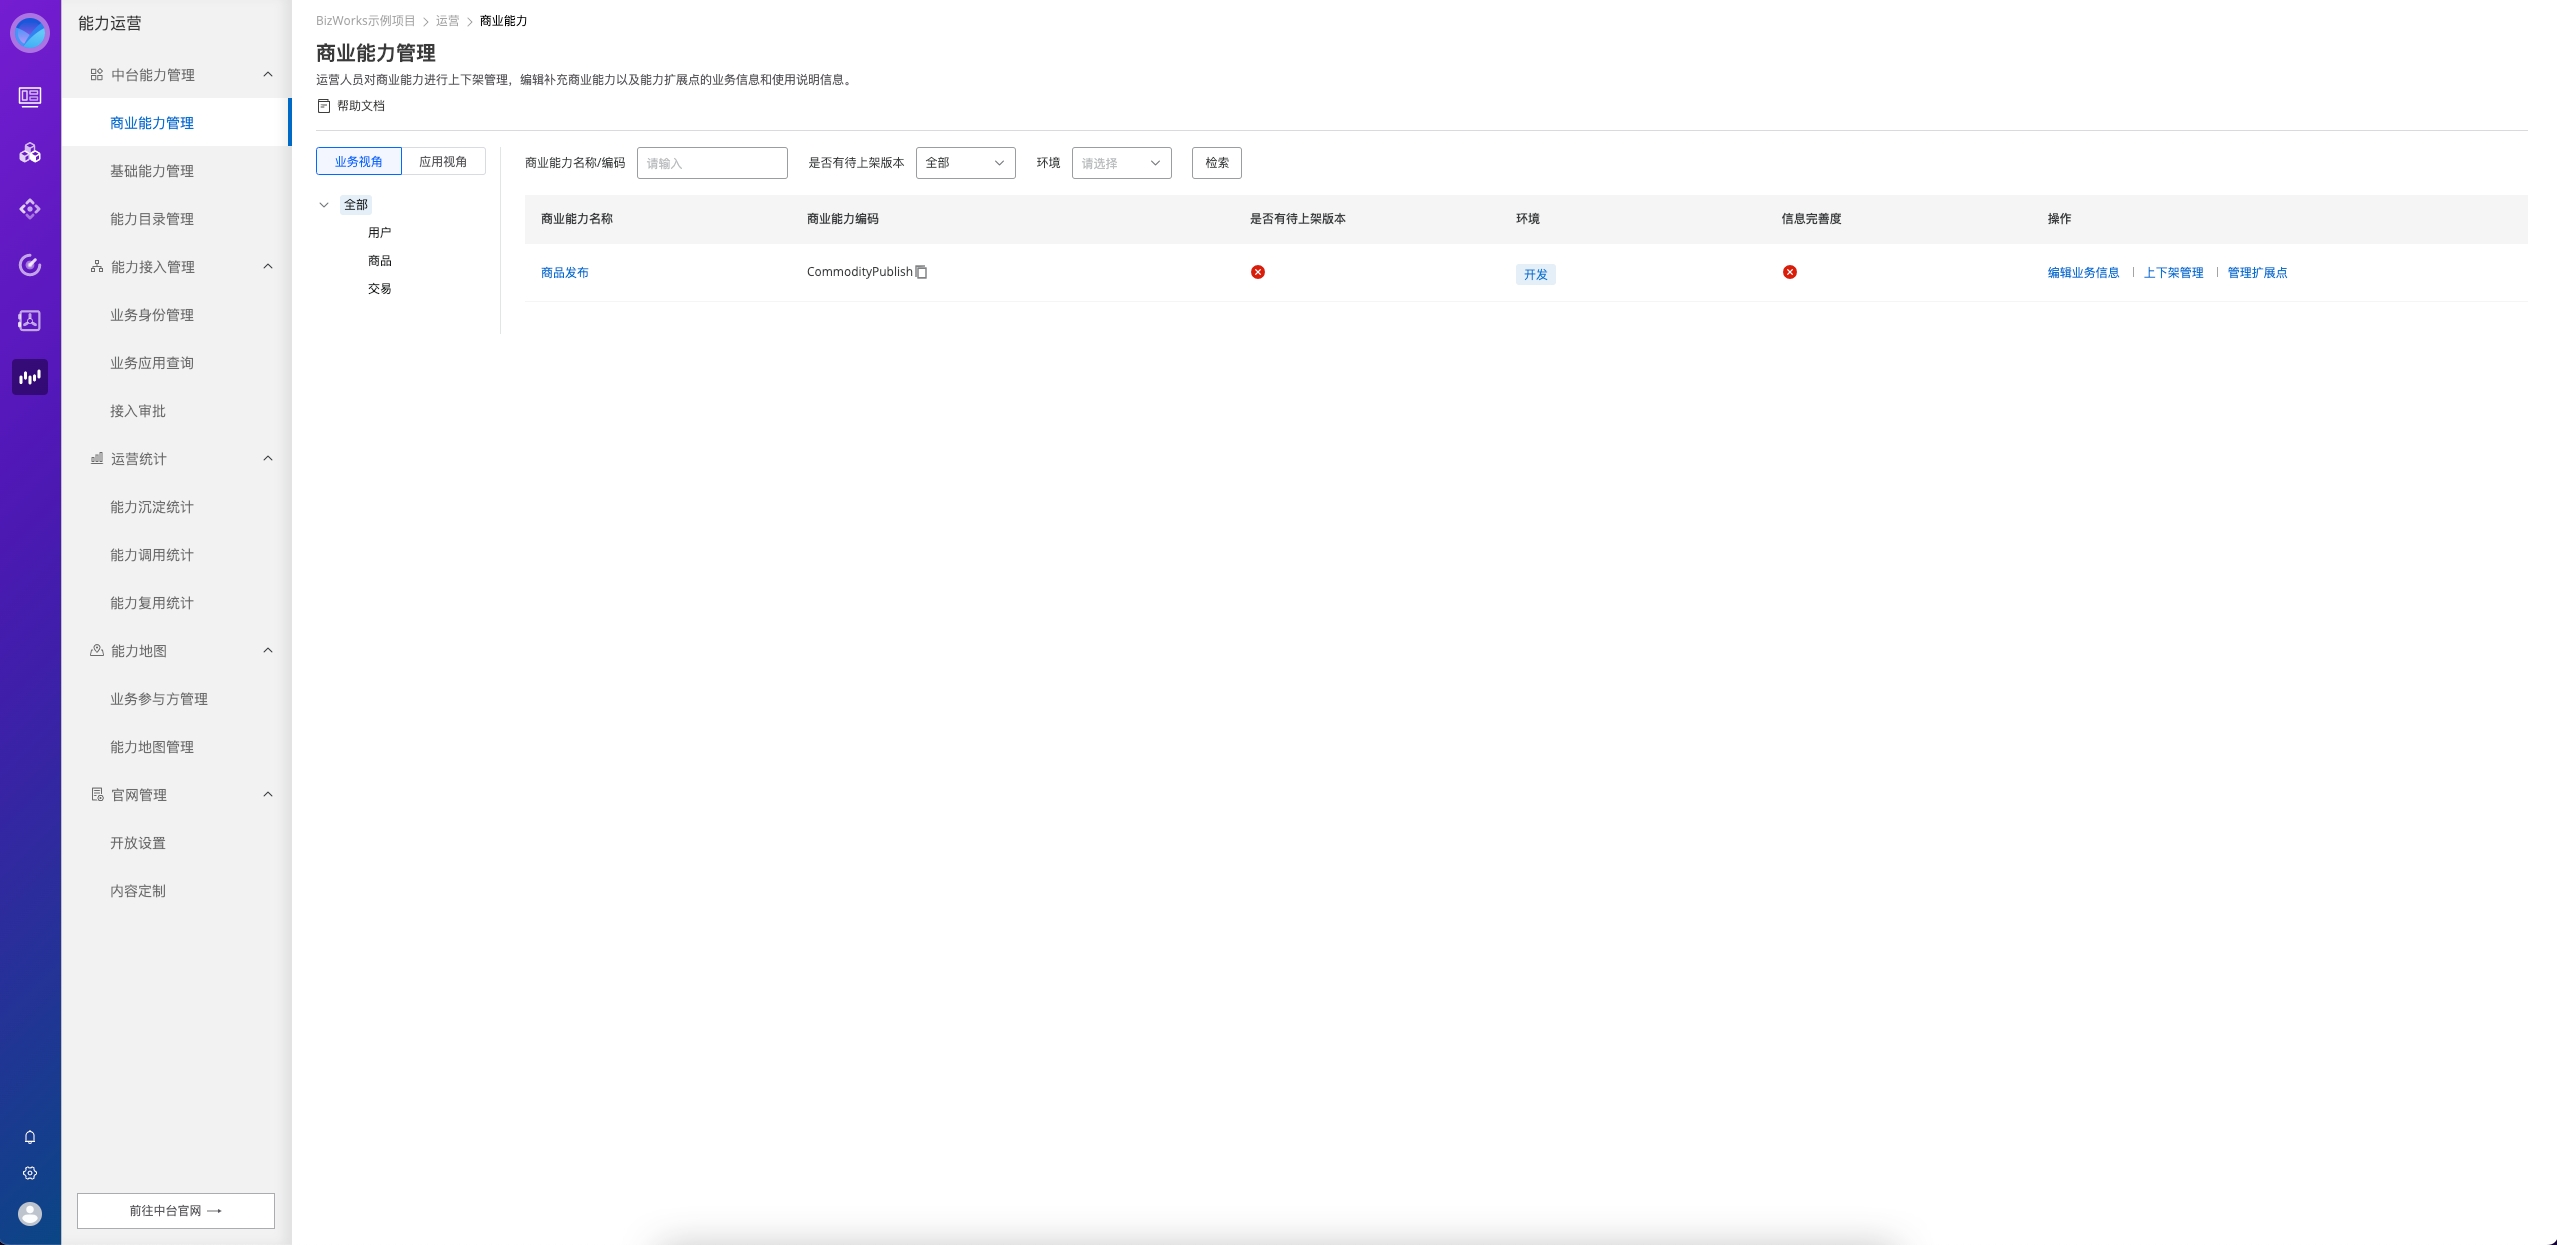 能力运营
中台能力管理
商业能力管理
基础能力管理
能力目录管理
能力接入管理
业务身份管理
业务应用查询
接入审批
运营统计
能力沉淀统计
能力调用统计
能力复用统计
能力地图
业务参与方管理
能力地图管理
官网管理
开放设置
内容定制
前往中台官网
BizWorks示例项目 运营 商业能力
商业能力管理
运营人员对商业能力进行上下架管理，编辑补充商业能力以及能力扩展点的业务信息和使用说明信息。
帮助文档
业务视角 应用视角
全部
用户
商品
交易
商业能力名称/编码 请输入 是否有待上架版本 全部 环境 请选择 检索
商业能力名称 商业能力编码 是否有待上架版本 环境 信息完善度 操作
商品发布 CommodityPublish 开发 编辑业务信息 上下架管理 管理扩展点